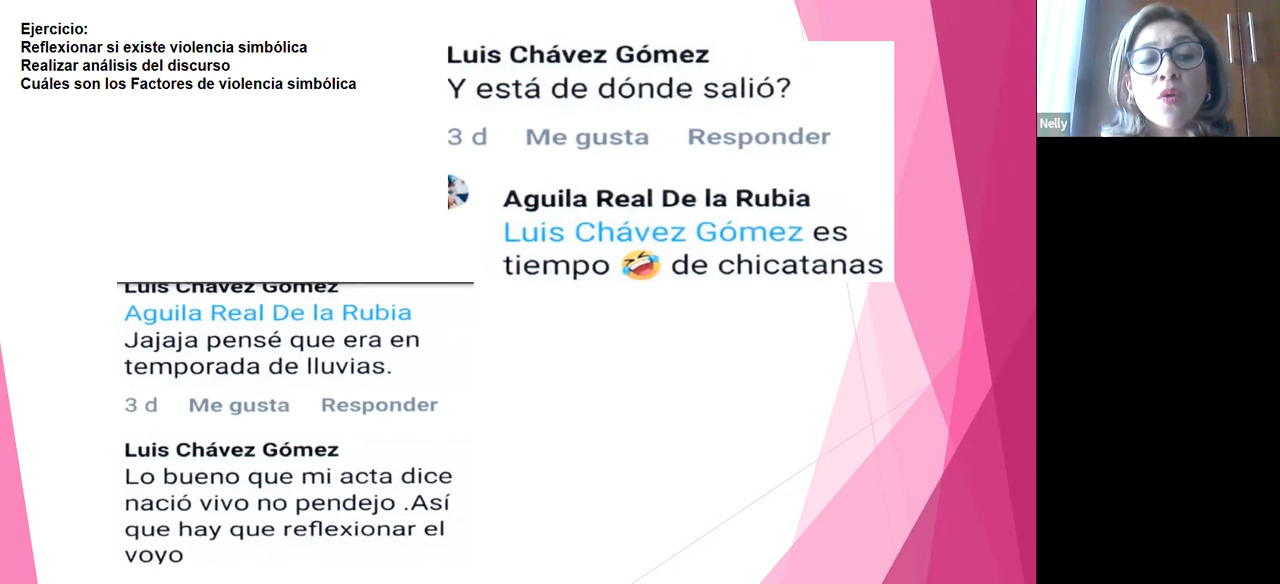 Ejercicio:
Reflexionar si existe violencia simbólica
Realizar análisis del discurso
Cuáles son los Factores de violencia simbólica
Luis Chávez Gómez
Y está de dónde salió?
3 d Me gusta Responder
Aguila Real De la Rubia
Luis Chávez Gómez es
tiempo 🤣 de chicatanas
Luis Chávez Gómez
Aguila Real De la Rubia
Jajaja pensé que era en
temporada de lluvias.
3 d Me gusta Responder
Luis Chávez Gómez
Lo bueno que mi acta dice
nació vivo no pendejo .Así
que hay que reflexionar el
voyo
Nelly